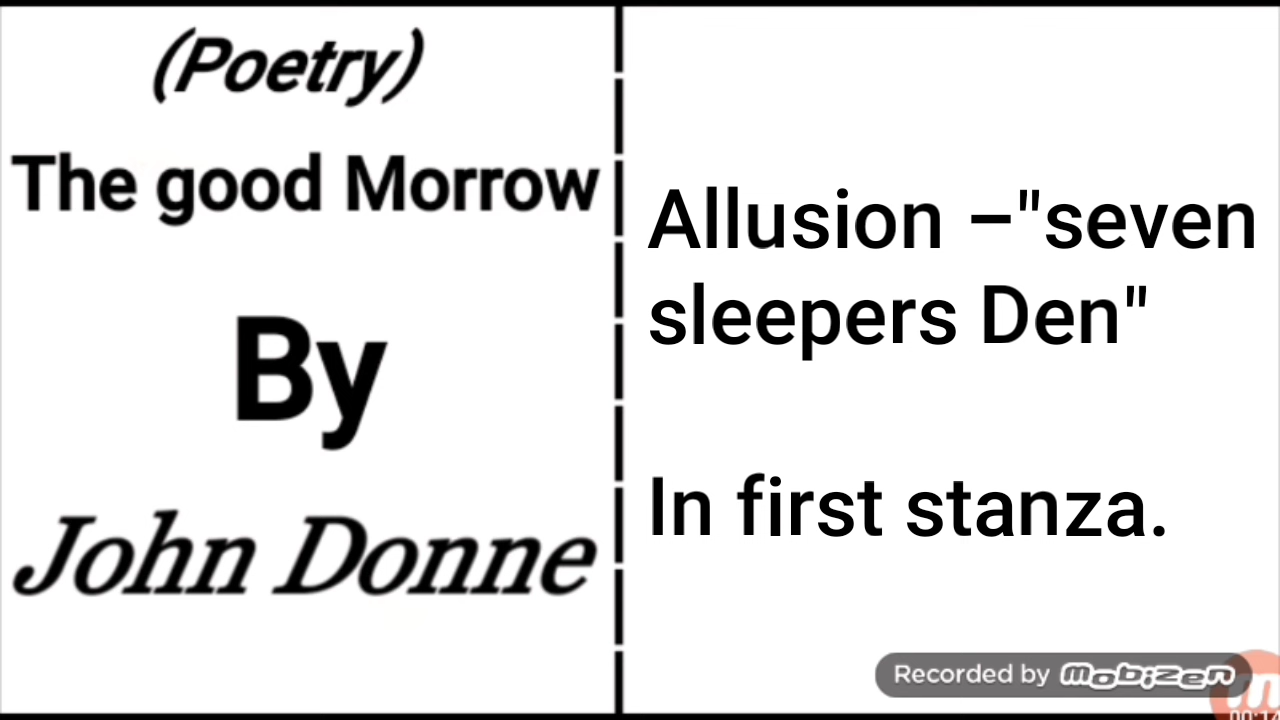 (Poetry)
The good Morrow
By
John Donne
Allusion –"seven
sleepers Den"
In first stanza.
Recorded by mobizen